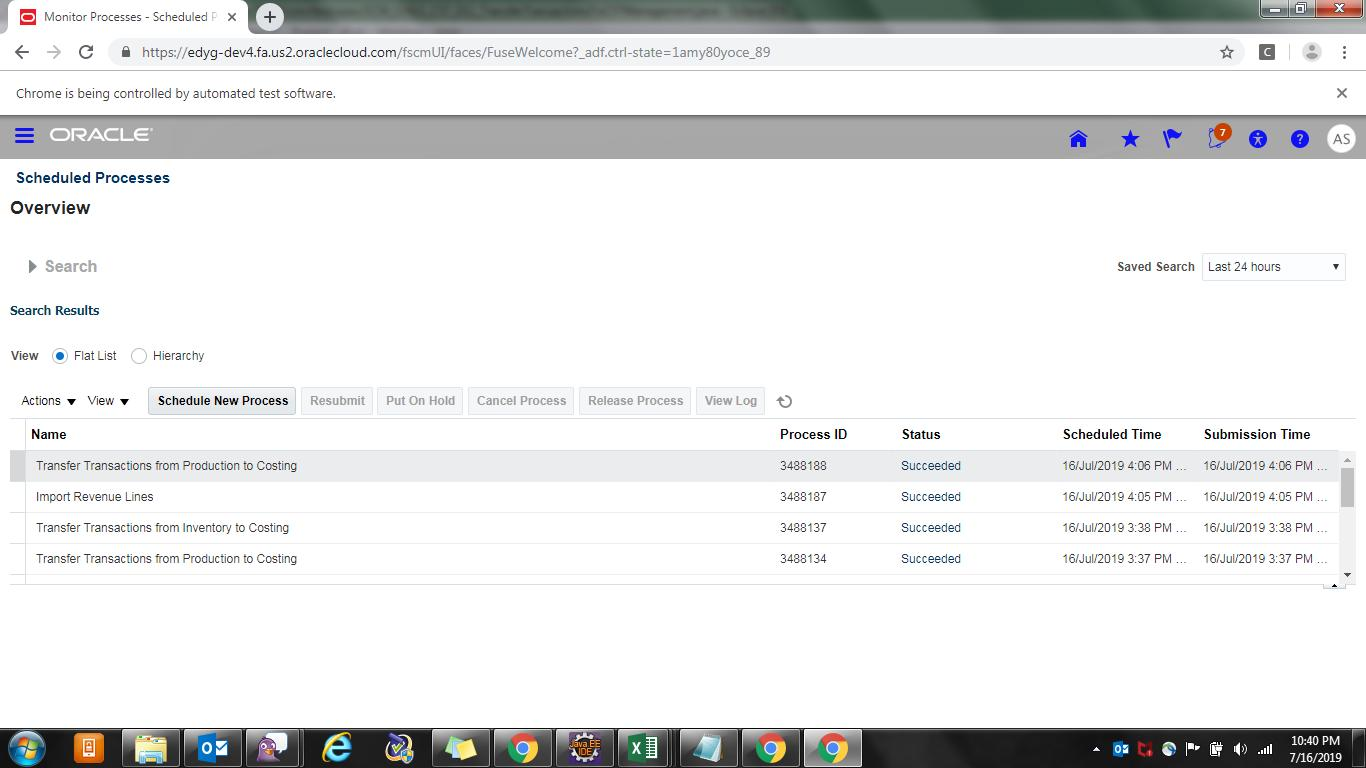 Monitor Processes - Scheduled P
https://edyg-dev4.fa.us2.oraclecloud.com/fscmUI/faces/FuseWelcome?_adf.ctrl-state=1amy80yoce_89
C
Chrome is being controlled by automated test software.
ORACLE
7
AS
Scheduled Processes
Overview
Search
Saved Search Last 24 hours
Search Results
View Flat List Hierarchy
Actions View Schedule New Process Resubmit Put On Hold Cancel Process Release Process View Log
Name Process ID Status Scheduled Time Submission Time
Transfer Transactions from Production to Costing 3488188 Succeeded 16/Jul/2019 4:06 PM ... 16/Jul/2019 4:06 PM ...
Import Revenue Lines 3488187 Succeeded 16/Jul/2019 4:05 PM ... 16/Jul/2019 4:05 PM ...
Transfer Transactions from Inventory to Costing 3488137 Succeeded 16/Jul/2019 3:38 PM ... 16/Jul/2019 3:38 PM ...
Transfer Transactions from Production to Costing 3488134 Succeeded 16/Jul/2019 3:37 PM ... 16/Jul/2019 3:37 PM ...
Java EE
IDE
10:40 PM
7/16/2019